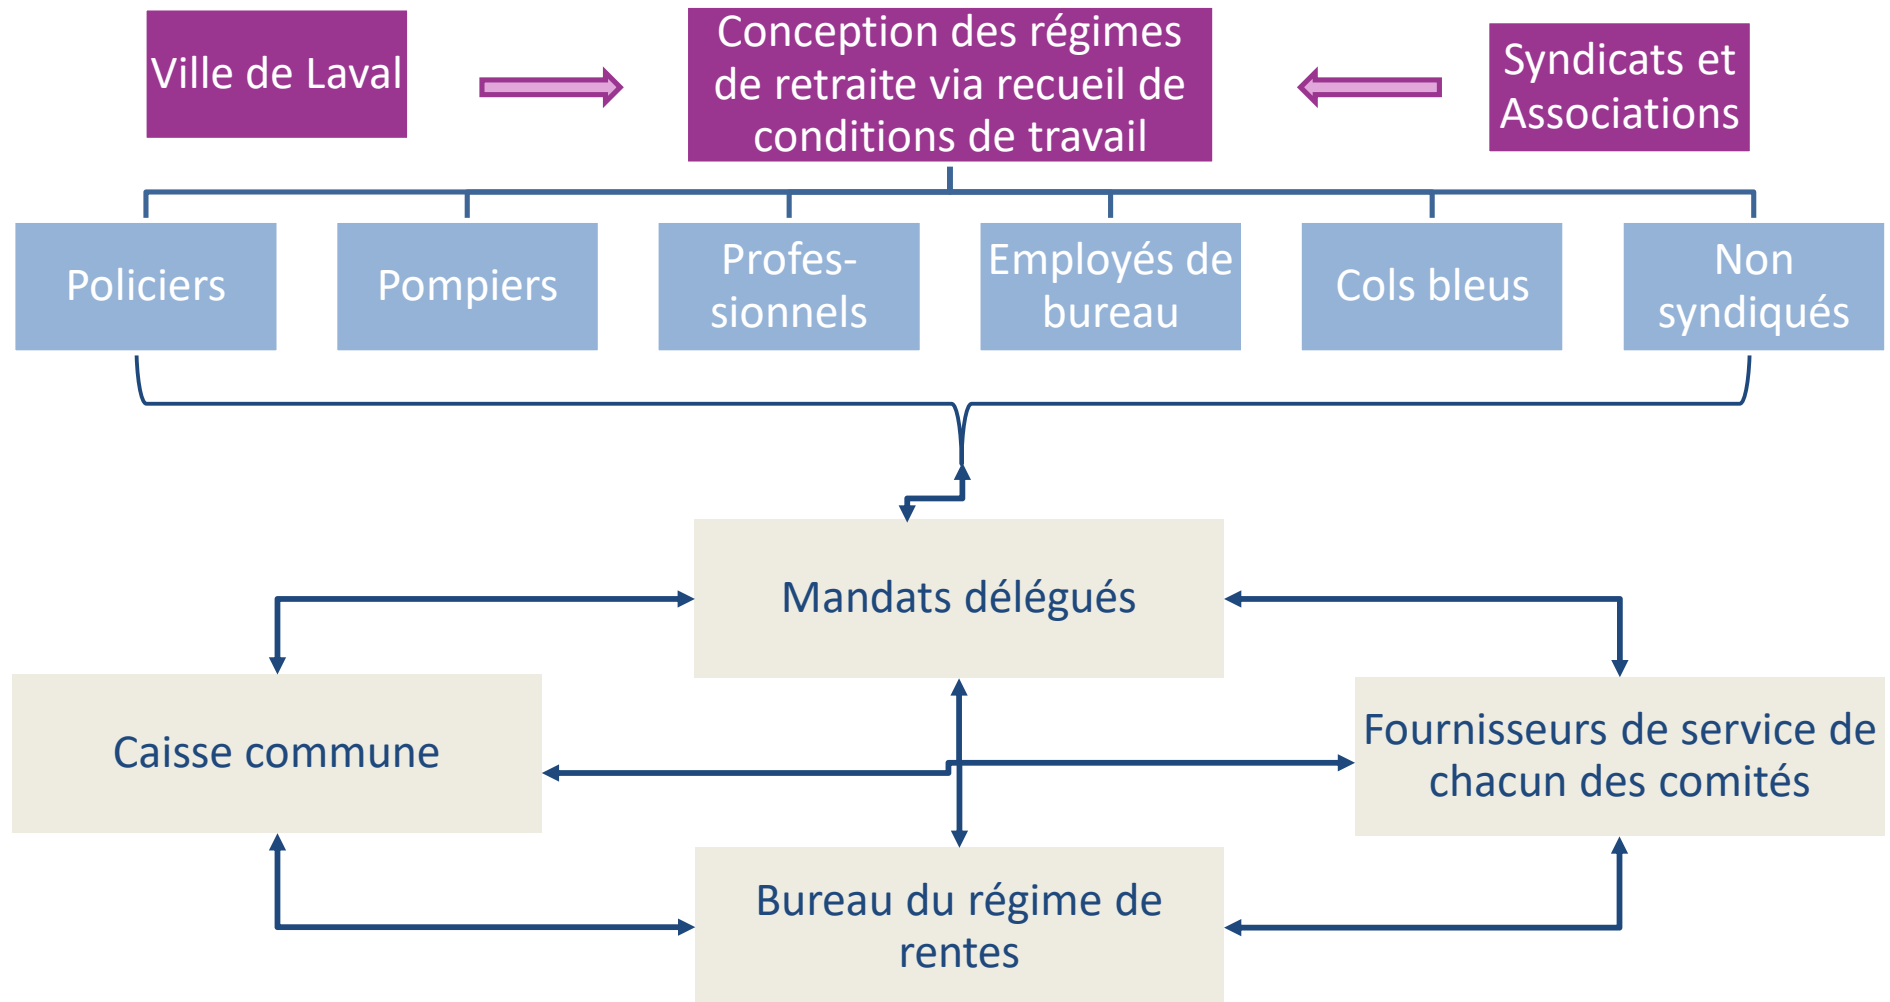 Ville de Laval
Conception des régimes
de retraite via recueil de
conditions de travail
Syndicats et
Associations
Policiers
Pompiers
Profes-
sionnels
Employés de
bureau
Cols bleus
Non
syndiqués
Mandats délégués
Caisse commune
Fournisseurs de service de
chacun des comités
Bureau du régime de
rentes